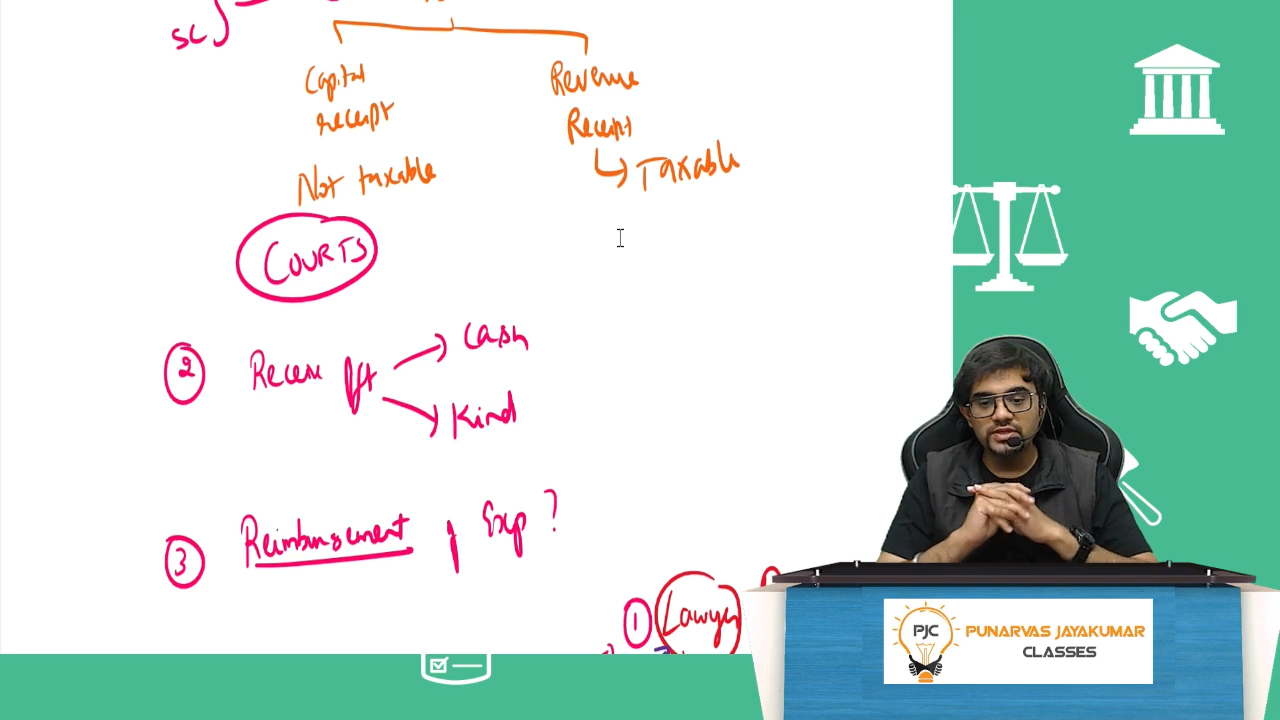 SC
Capital
receipt
Not taxable
Revenue
Receipt
Taxable
COURTS
2
Cash
Kind
3
Reimbursement
Exp ?
1
Lawyer
PJC
PUNARVAS JAYAKUMAR
CLASSES